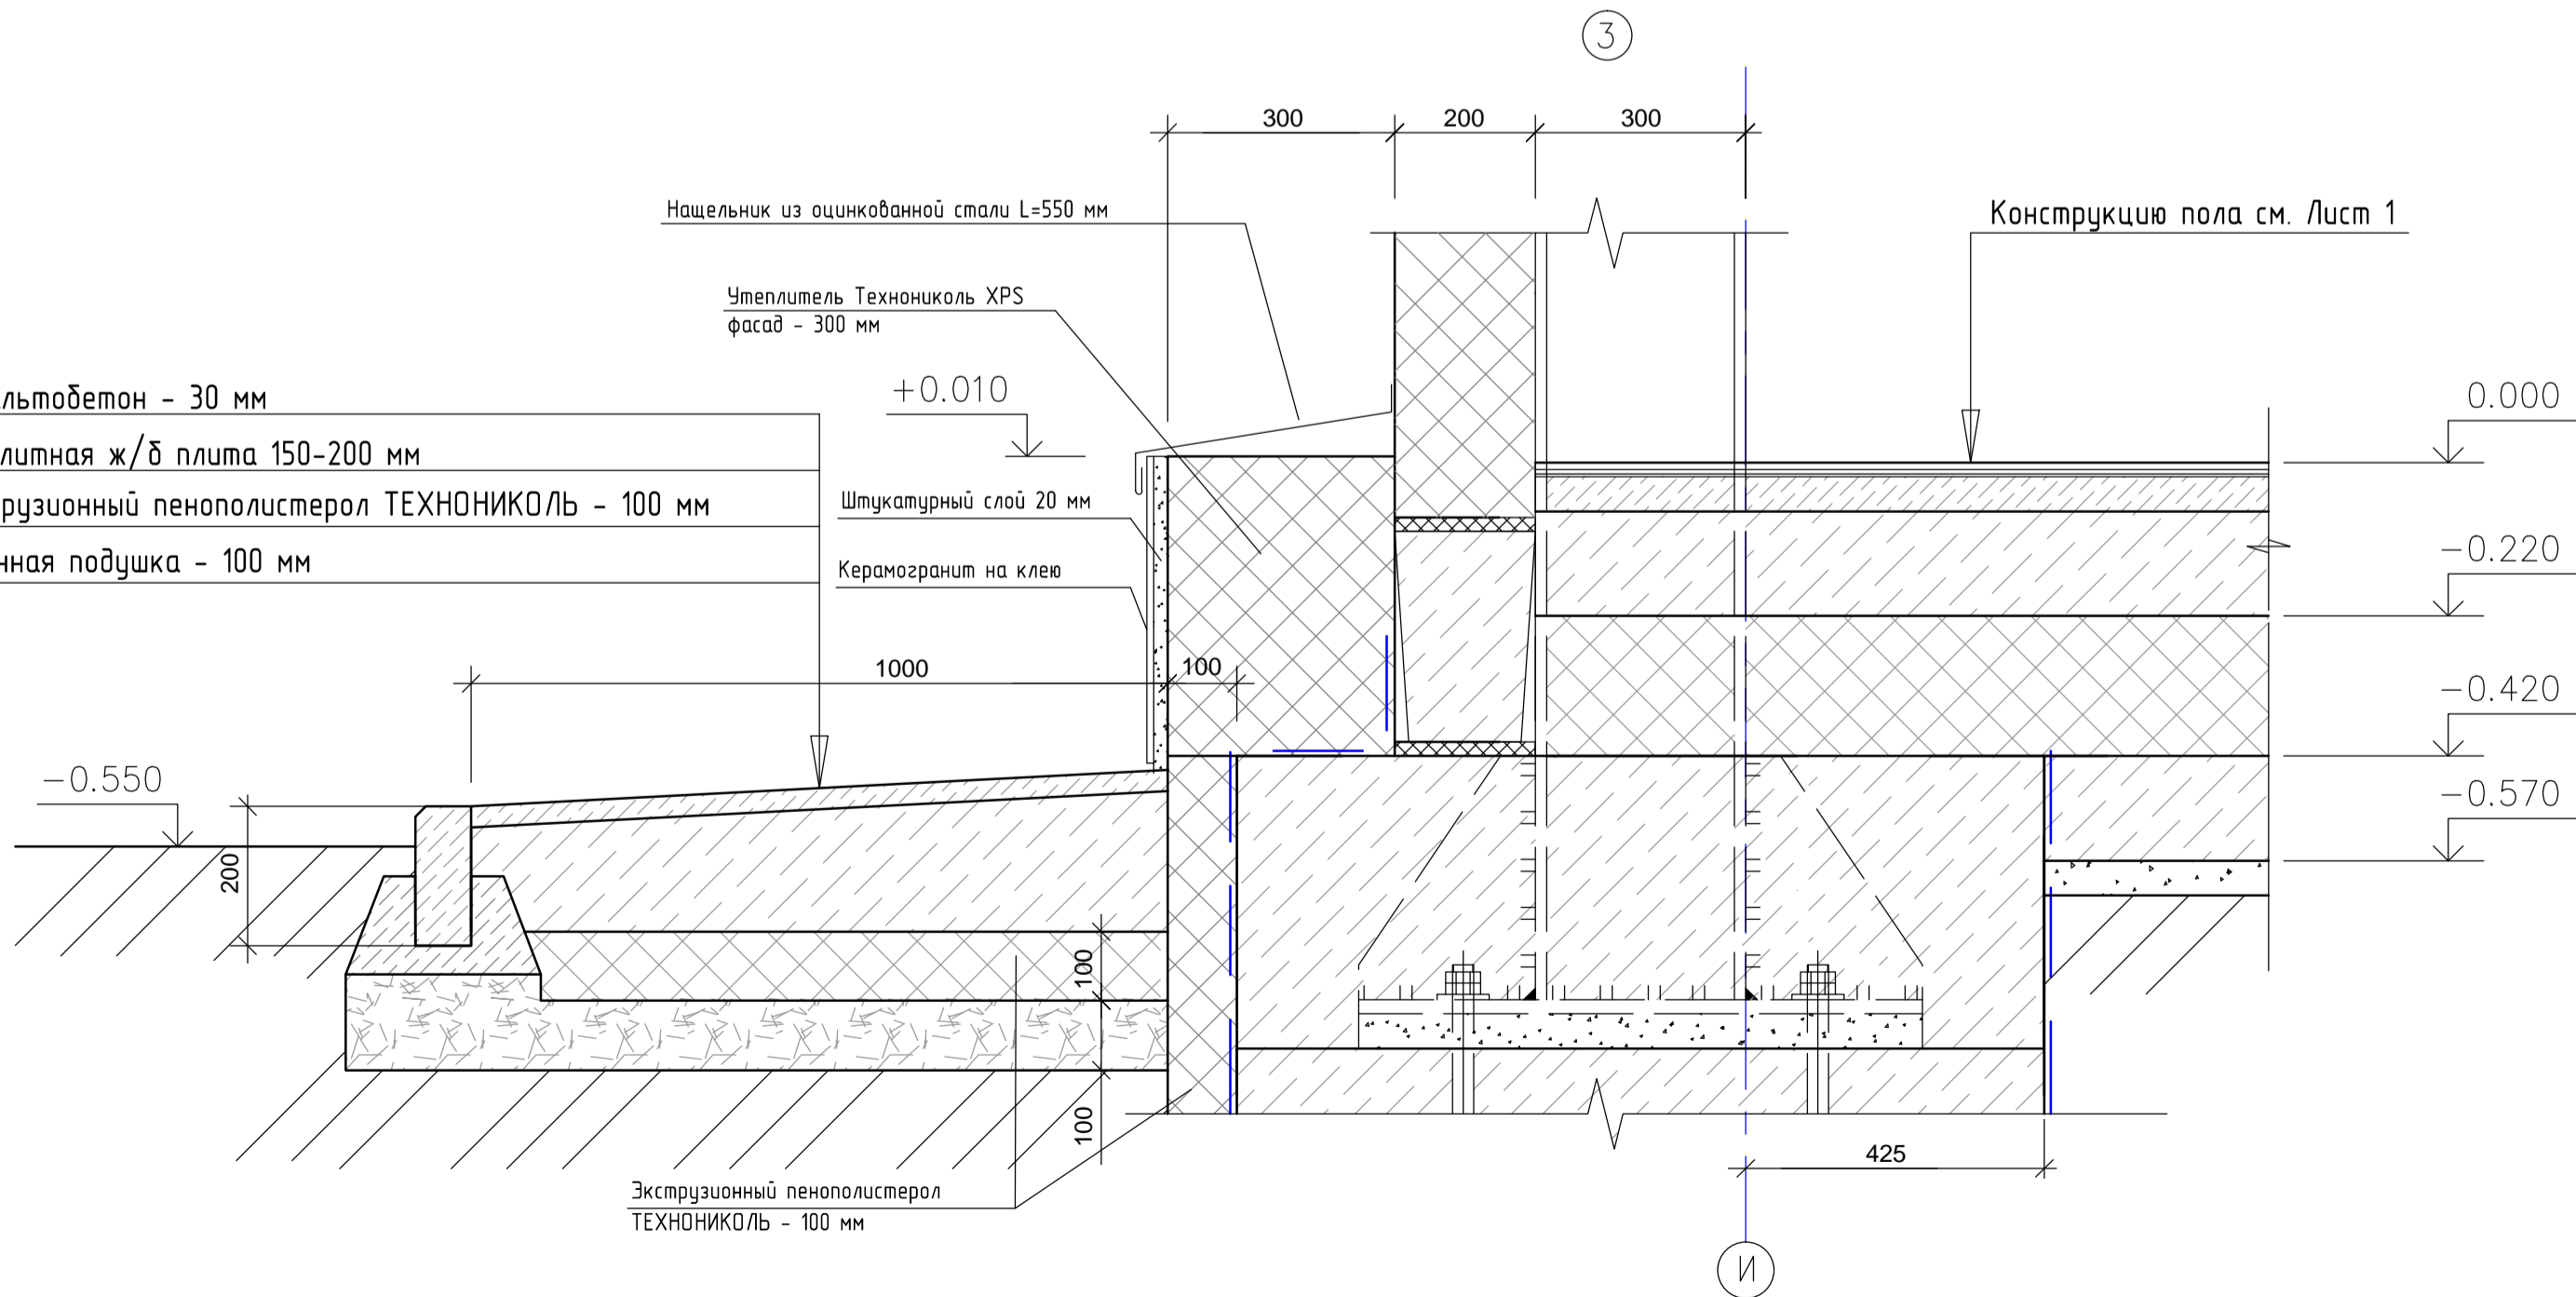 3
300
200
300
Нащельник из оцинкованной стали L=550 мм
Конструкцию пола см. Лист 1
Утеплитель Технониколь XPS
фасад - 300 мм
+0.010
0.000
льтобетон - 30 мм
литная ж/б плита 150-200 мм
Штукатурный слой 20 мм
рузионный пенополистерол ТЕХНОНИКОЛЬ - 100 мм
-0.220
нная подушка - 100 мм
Керамогранит на клею
1000
100
-0.420
-0.550
-0.570
200
100
100
425
Экструзионный пенополистерол
ТЕХНОНИКОЛЬ - 100 мм
И